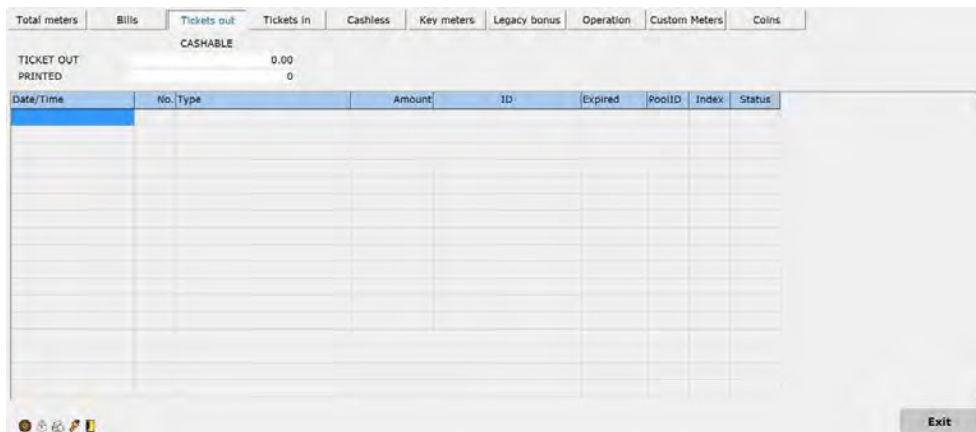 Total meters Bills Tickets out Tickets in Cashless Key meters Legacy bonus Operation Custom Meters Coins
CASHABLE
TICKET OUT 0.00
PRINTED 0
Date/Time No. Type Amount ID Expired PoolID Index Status
Exit